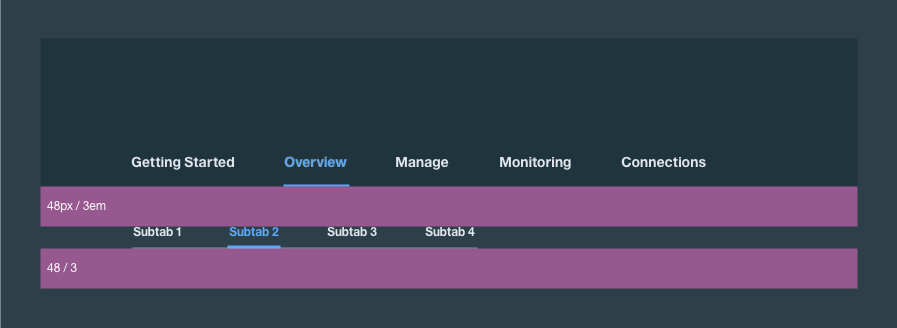 Getting Started Overview Manage Monitoring Connections
48px / 3em
Subtab 1 Subtab 2 Subtab 3 Subtab 4
48 / 3